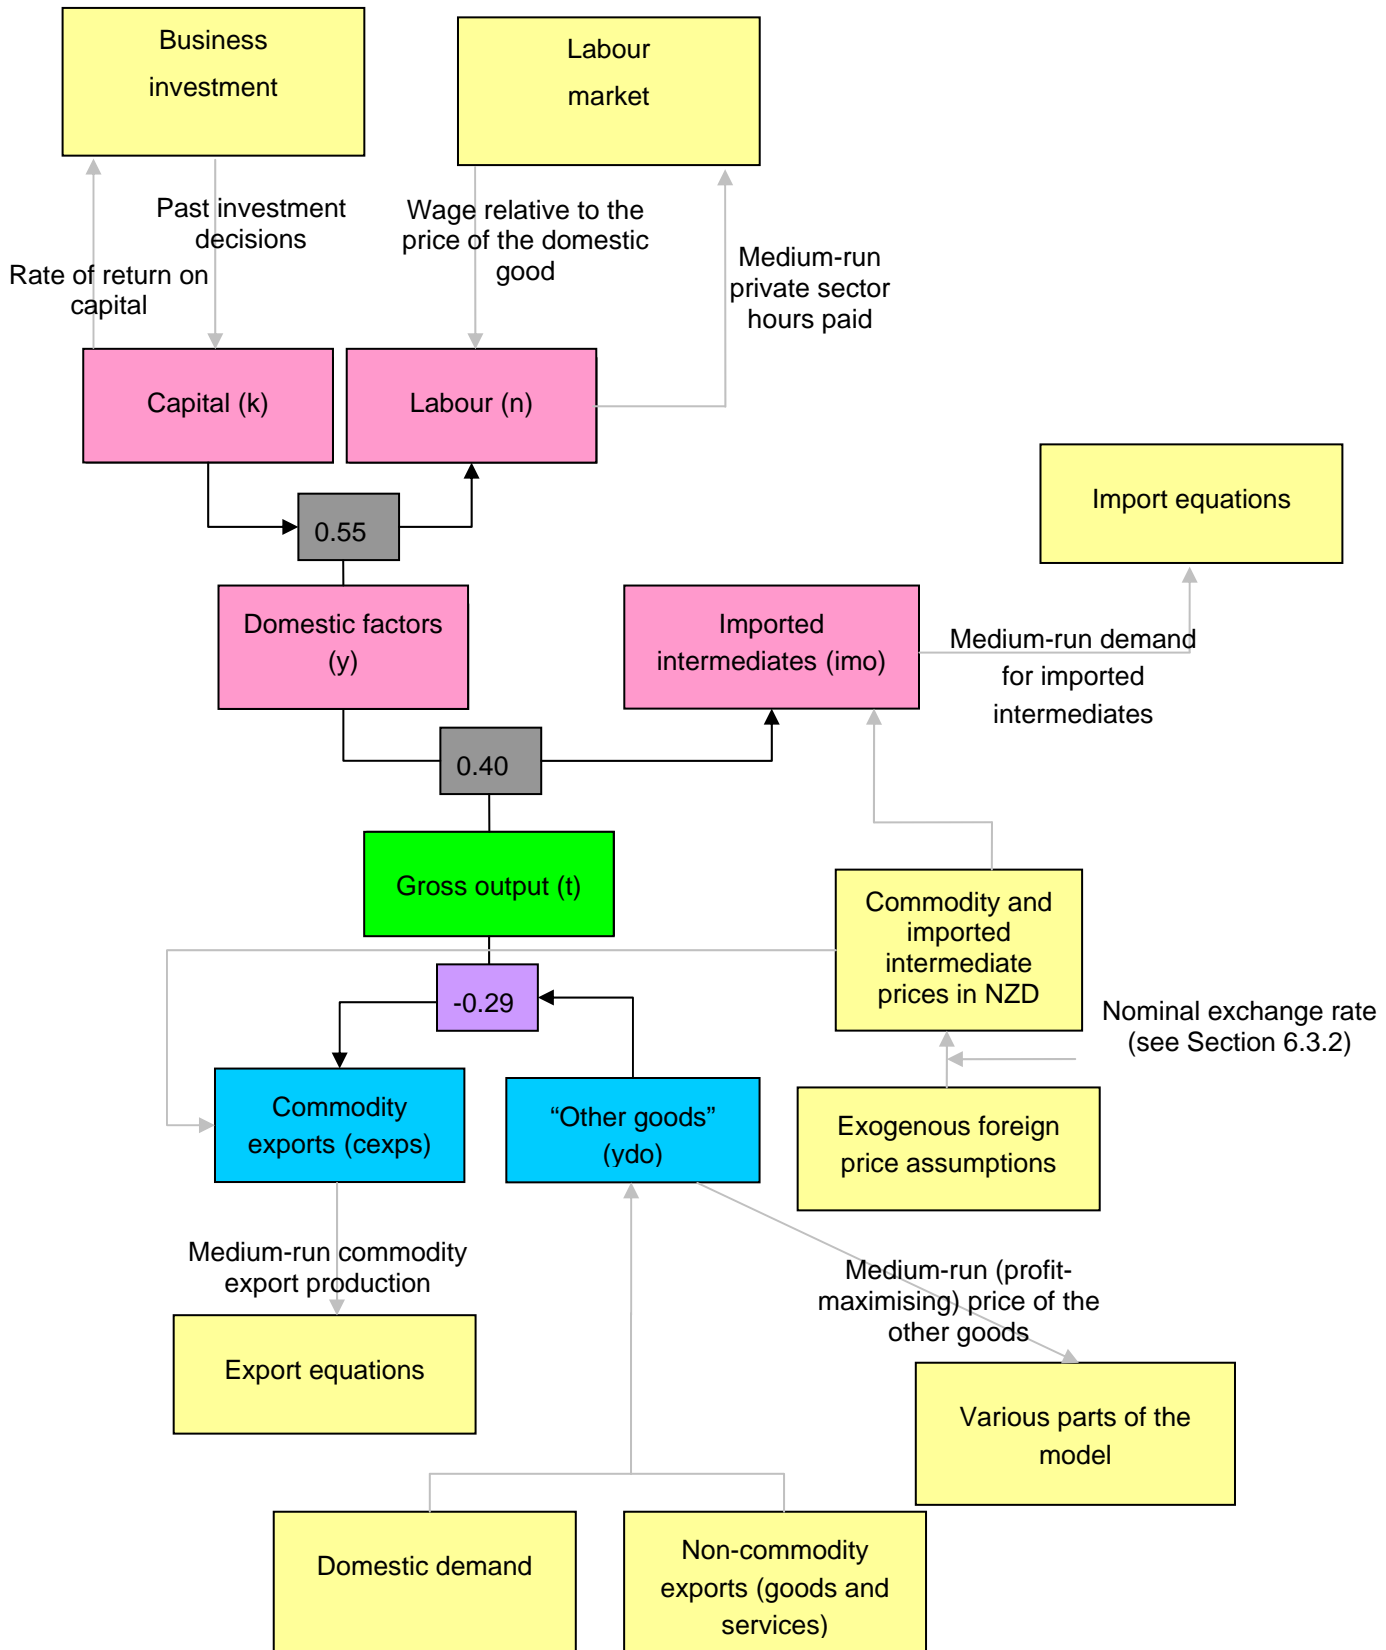 Business
investment
Labour
market
Past investment
decisions
Wage relative to the
price of the domestic
good
Rate of return on
capital
Medium-run
private sector
hours paid
Capital (k)
Labour (n)
0.55
Import equations
Domestic factors
(y)
Imported
intermediates (imo)
Medium-run demand
for imported
intermediates
0.40
Gross output (t)
Commodity and
imported
intermediate
prices in NZD
-0.29
Nominal exchange rate
(see Section 6.3.2)
Commodity
exports (cexps)
“Other goods”
(ydo)
Exogenous foreign
price assumptions
Medium-run commodity
export production
Medium-run (profit-
maximising) price of the
other goods
Export equations
Various parts of the
model
Domestic demand
Non-commodity
exports (goods and
services)